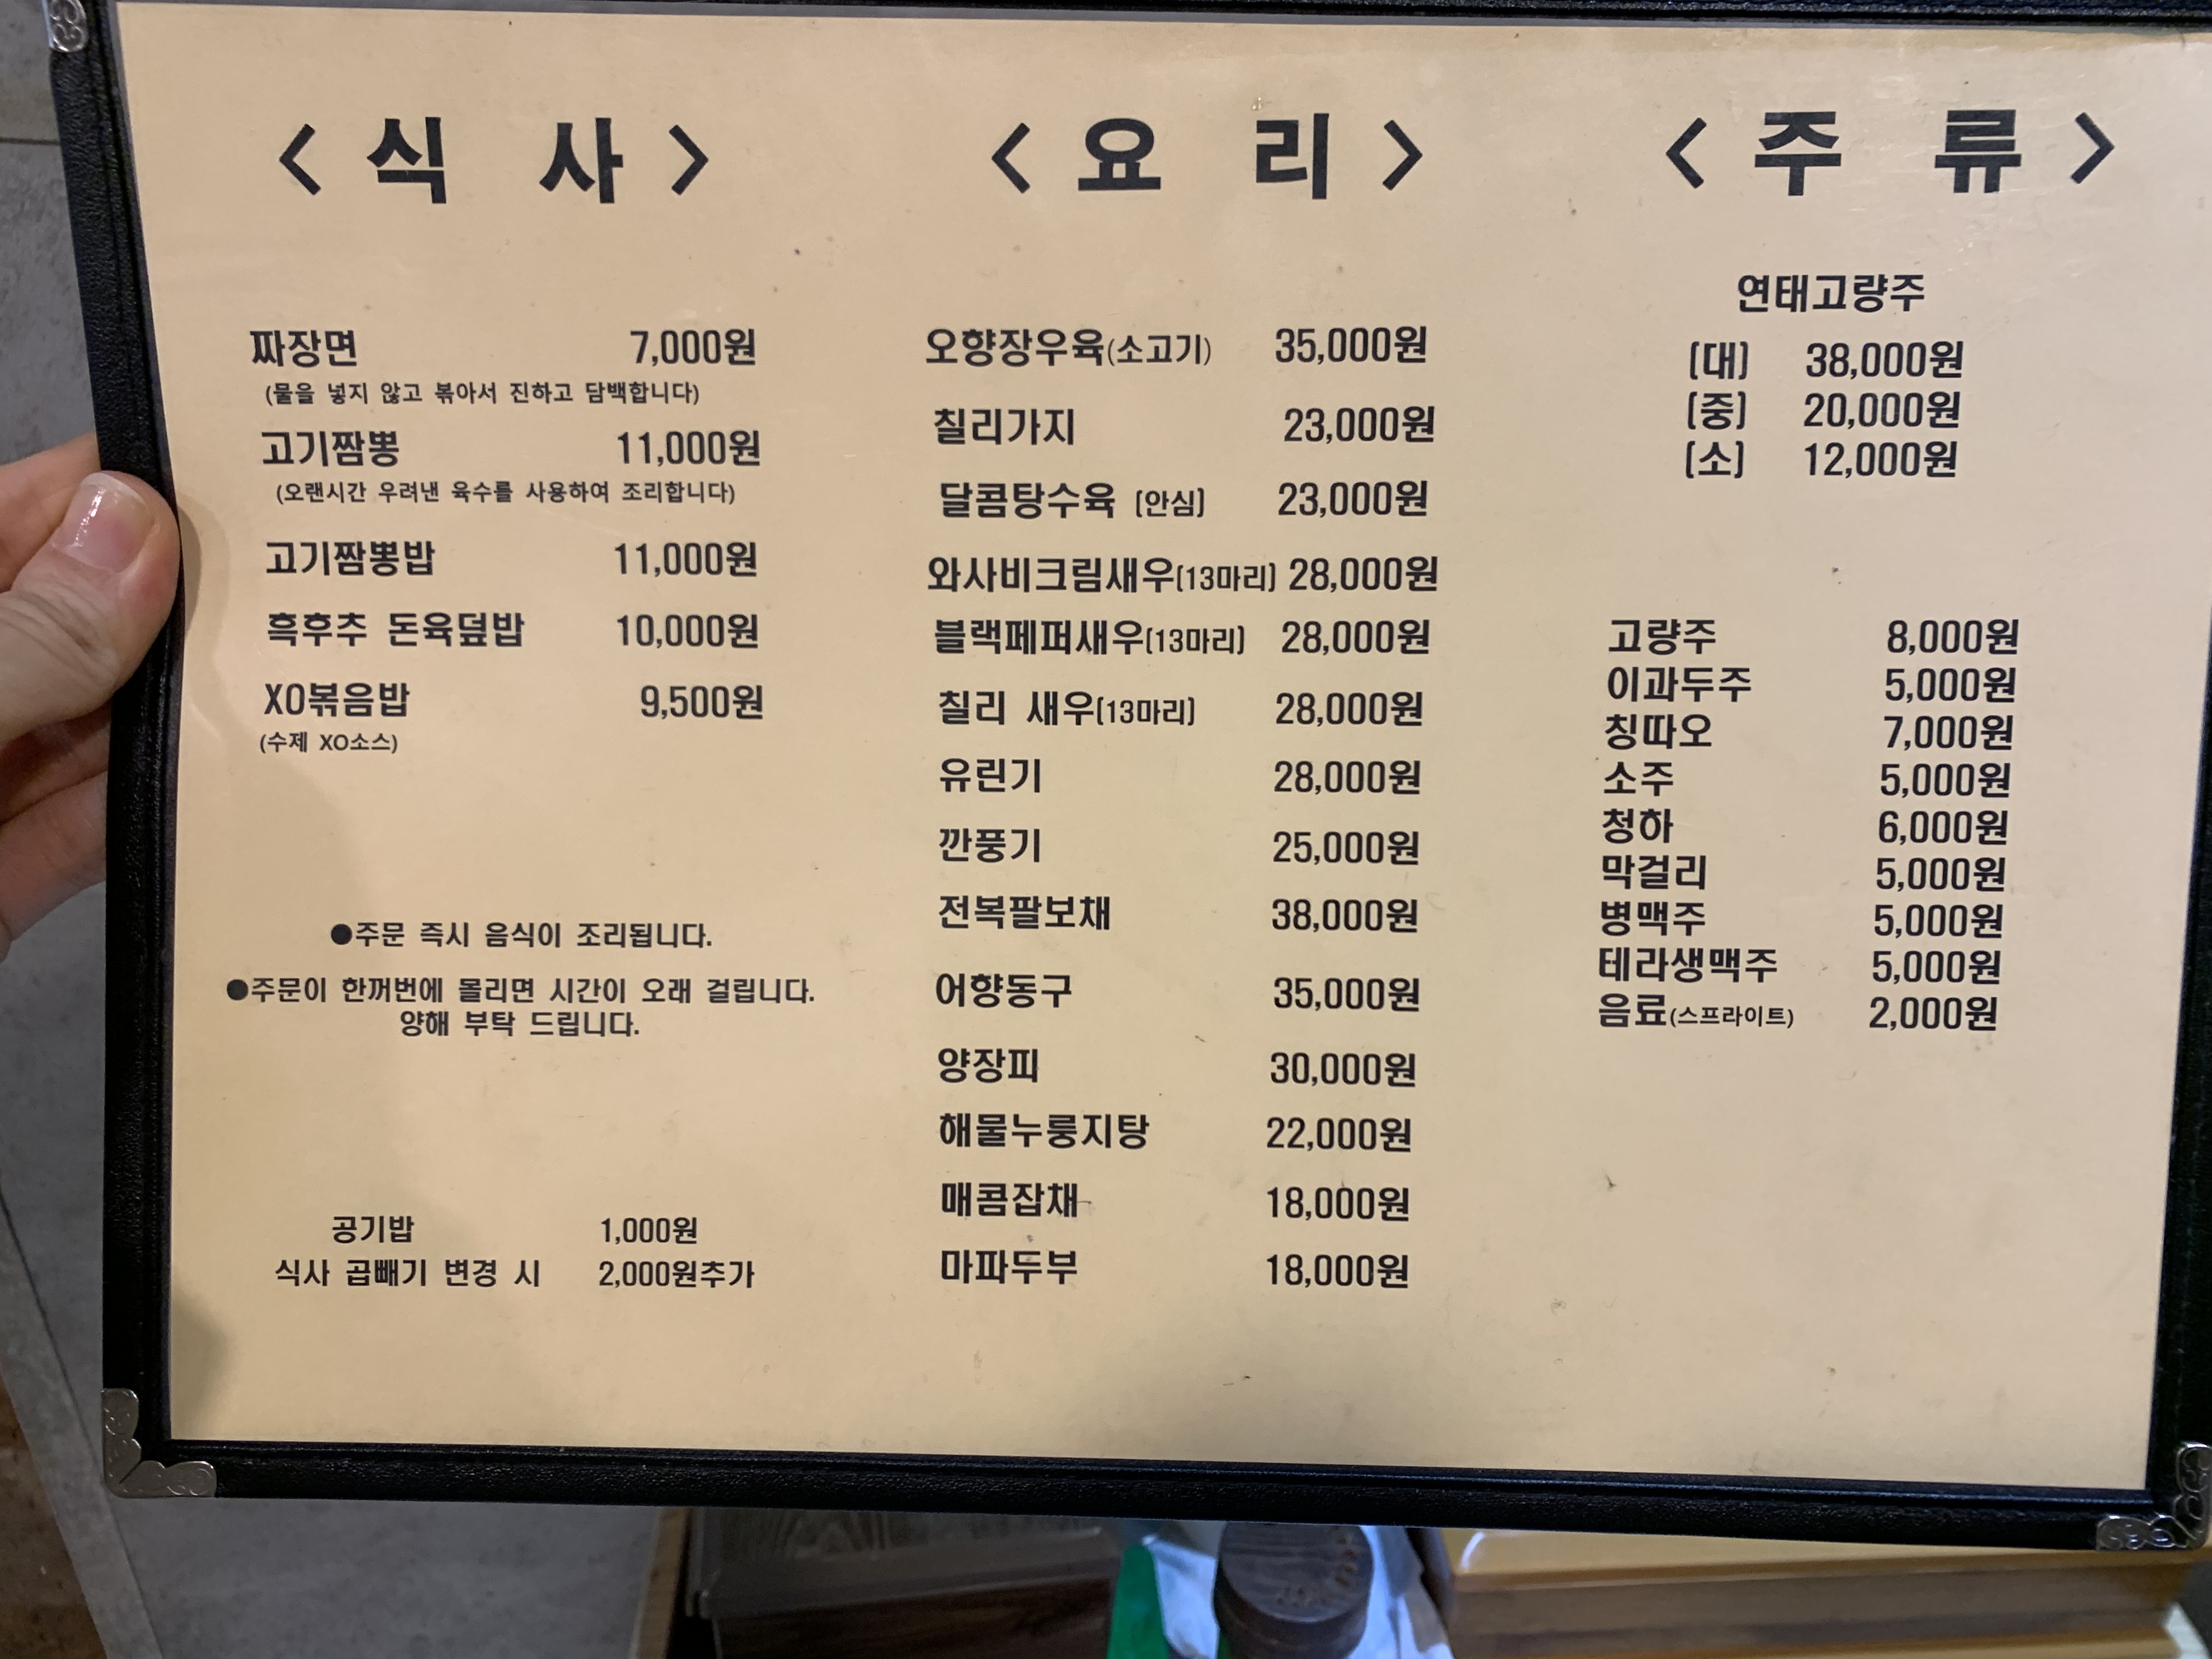 < 식 사 >
짜장면 7,000원
(물을 넣지 않고 볶아서 진하고 담백합니다)
고기짬뽕 11,000원
(오랜시간 우려낸 육수를 사용하여 조리합니다)
고기짬뽕밥 11,000원
흑후추 돈육덮밥 10,000원
XO볶음밥 9,500원
(수제 XO소스)
●주문 즉시 음식이 조리됩니다.
●주문이 한꺼번에 몰리면 시간이 오래 걸립니다.
양해 부탁 드립니다.
공기밥 1,000원
식사 곱빼기 변경 시 2,000원추가
< 요 리 >
오향장우육(소고기) 35,000원
칠리가지 23,000원
달콤탕수육 (안심) 23,000원
와사비크림새우(13마리) 28,000원
블랙페퍼새우(13마리) 28,000원
칠리 새우(13마리) 28,000원
유린기 28,000원
깐풍기 25,000원
전복팔보채 38,000원
어향동구 35,000원
양장피 30,000원
해물누룽지탕 22,000원
매콤잡채 18,000원
마파두부 18,000원
< 주 류 >
연태고량주
(대) 38,000원
(중) 20,000원
(소) 12,000원
고량주 8,000원
이과두주 5,000원
칭따오 7,000원
소주 5,000원
청하 6,000원
막걸리 5,000원
병맥주 5,000원
테라생맥주 5,000원
음료(스프라이트) 2,000원